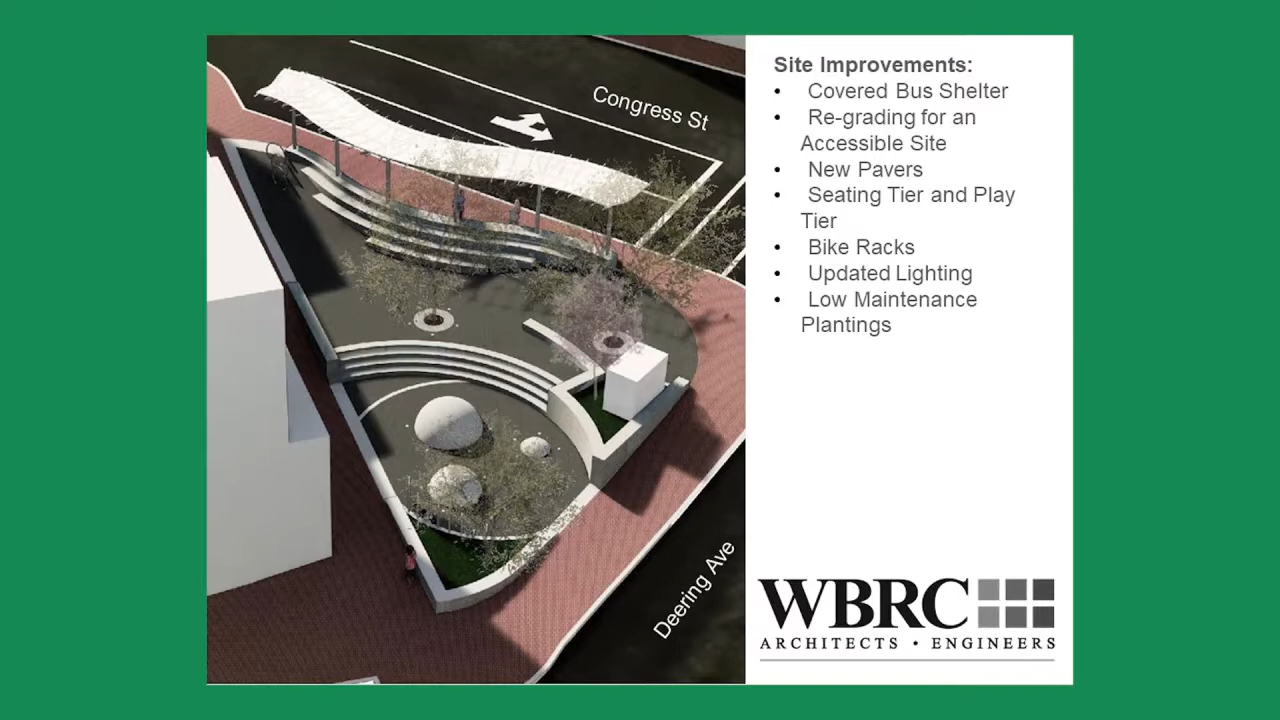 Congress St
Deering Ave
Site Improvements:
• Covered Bus Shelter
• Re-grading for an
Accessible Site
• New Pavers
• Seating Tier and Play
Tier
• Bike Racks
• Updated Lighting
• Low Maintenance
Plantings
WBRC
ARCHITECTS • ENGINEERS